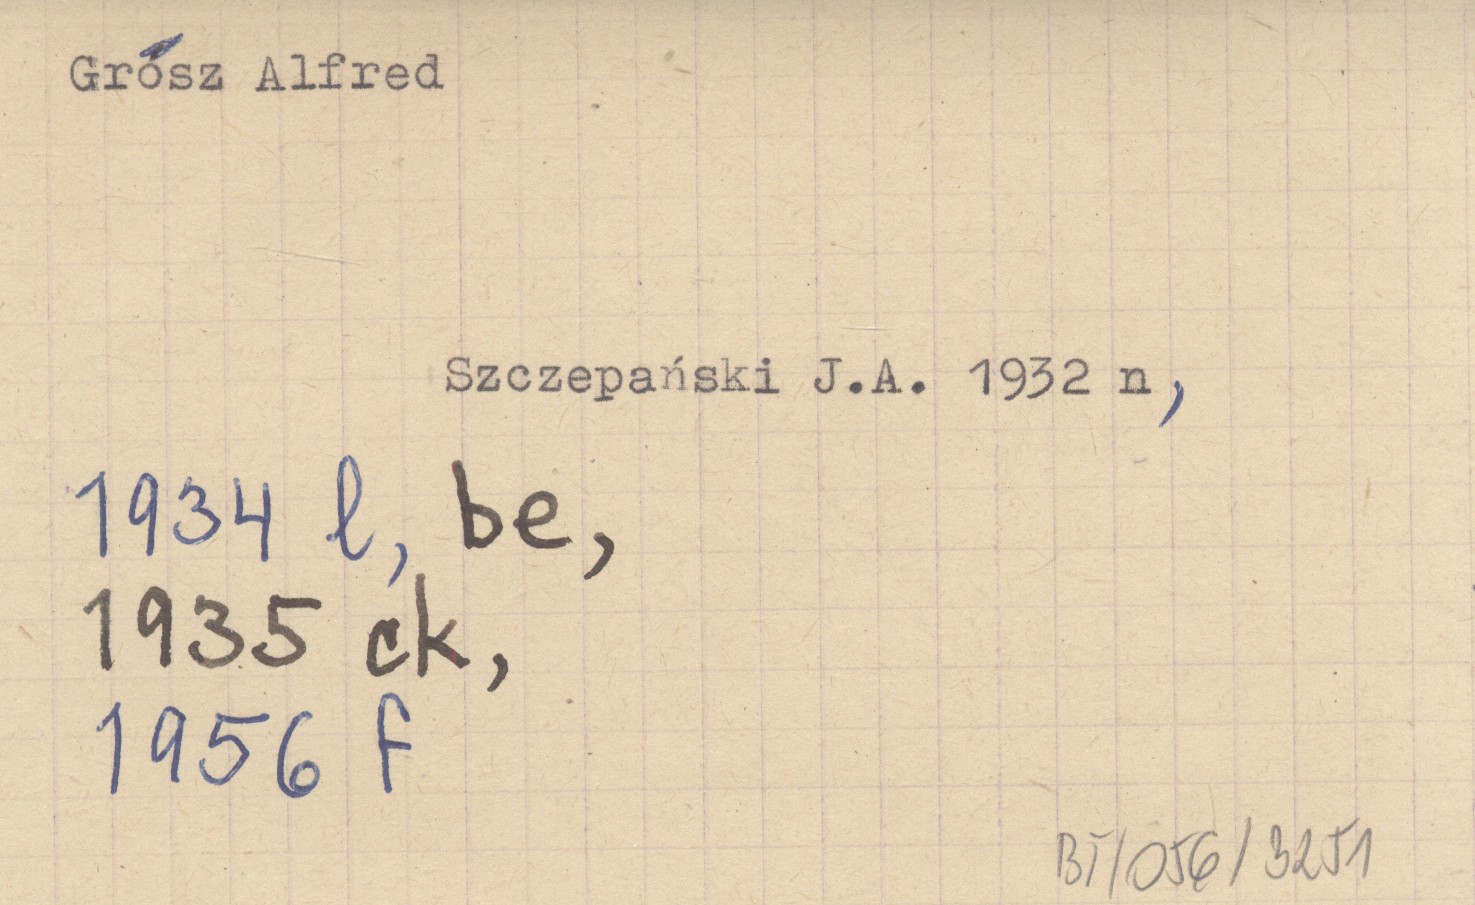 Grósz Alfred
Szczepański J.A. 1932 n,
1934 l, be,
1935 ck,
1956 f
BT/056/3251